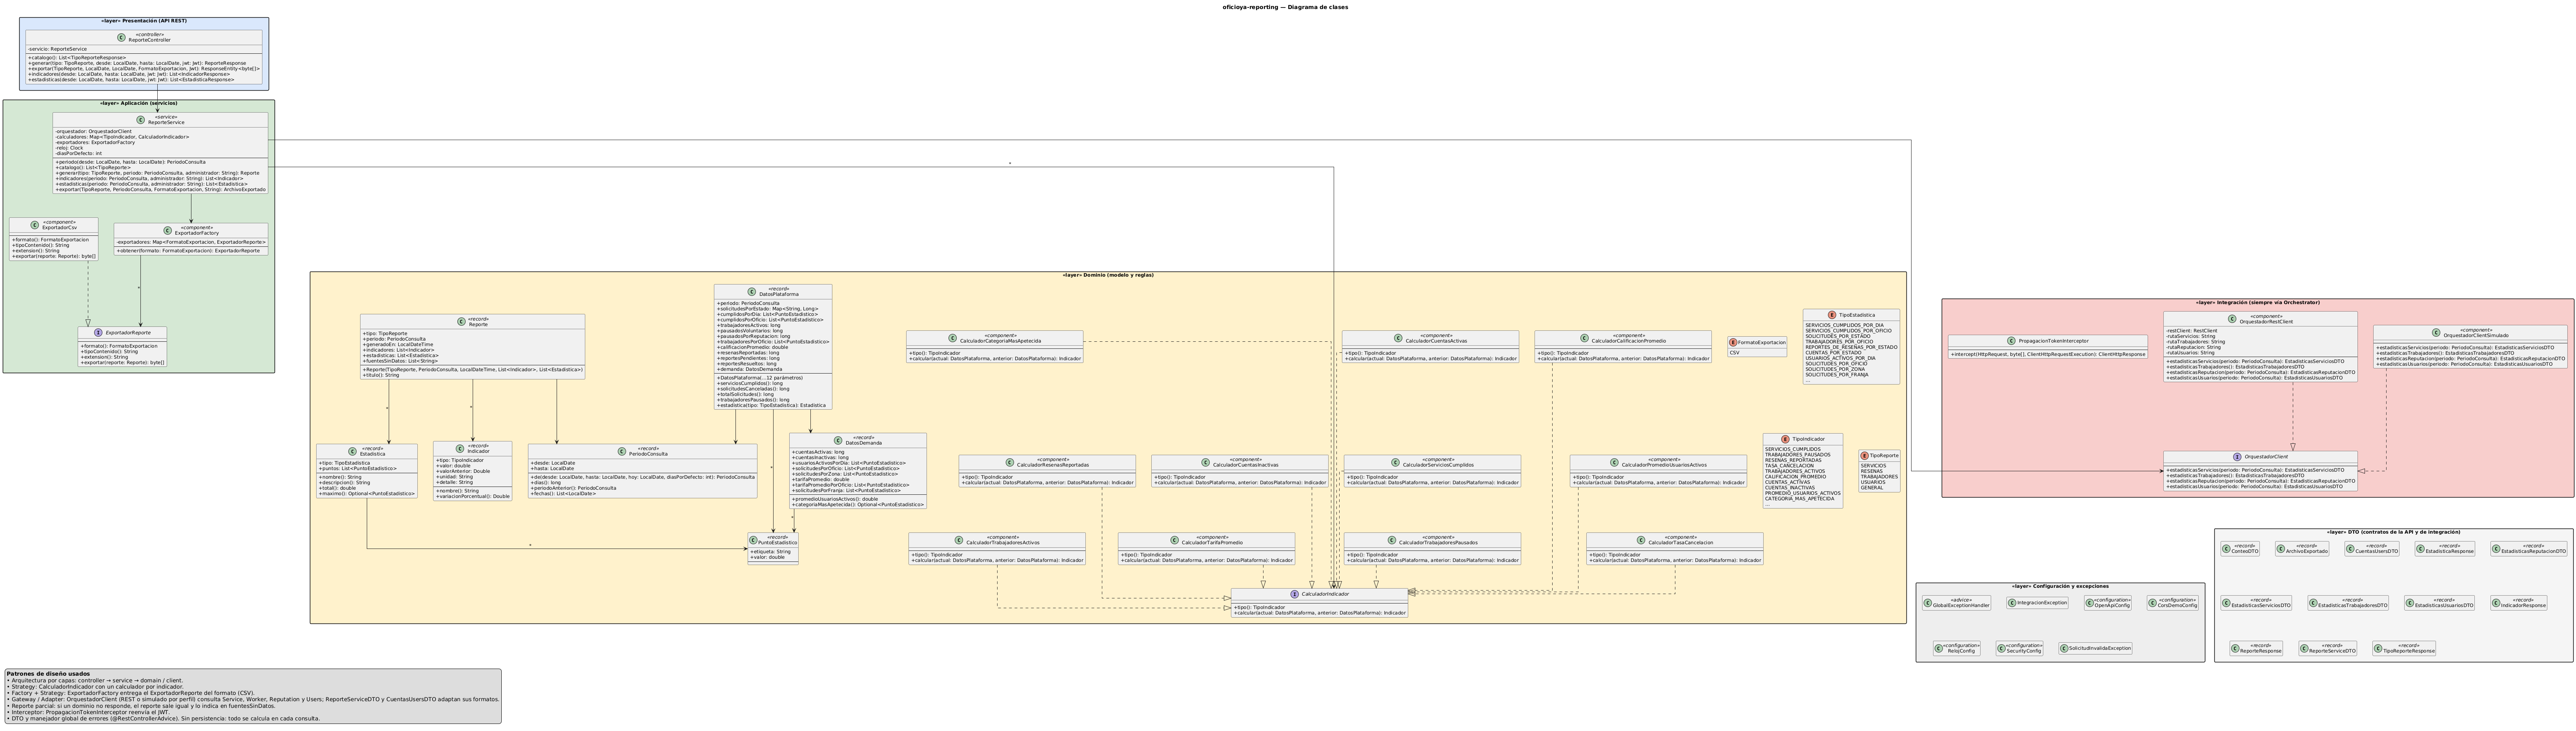 oficioya-reporting — Diagrama de clases
«layer» Presentación (API REST)
«controller»
ReporteController
-servicio: ReporteService
+catalogo(): List<TipoReporteResponse>
+generar(tipo: TipoReporte, desde: LocalDate, hasta: LocalDate, jwt: Jwt): ReporteResponse
+exportar(TipoReporte, LocalDate, LocalDate, FormatoExportacion, Jwt): ResponseEntity<byte[]>
+indicadores(desde: LocalDate, hasta: LocalDate, jwt: Jwt): List<IndicadorResponse>
+estadisticas(desde: LocalDate, hasta: LocalDate, jwt: Jwt): List<EstadisticaResponse>
«layer» Aplicación (servicios)
«service»
ReporteService
-orquestador: OrquestadorClient
-calculadores: Map<TipoIndicador, CalculadorIndicador>
-exportadores: ExportadorFactory
-reloj: Clock
-diasPorDefecto: int
+periodo(desde: LocalDate, hasta: LocalDate): PeriodoConsulta
+catalogo(): List<TipoReporte>
+generar(tipo: TipoReporte, periodo: PeriodoConsulta, administrador: String): Reporte
+indicadores(periodo: PeriodoConsulta, administrador: String): List<Indicador>
+estadisticas(periodo: PeriodoConsulta, administrador: String): List<Estadistica>
+exportar(TipoReporte, PeriodoConsulta, FormatoExportacion, String): ArchivoExportado
«component»
ExportadorCsv
+formato(): FormatoExportacion
+tipoContenido(): String
+extension(): String
+exportar(reporte: Reporte): byte[]
«component»
ExportadorFactory
-exportadores: Map<FormatoExportacion, ExportadorReporte>
+obtener(formato: FormatoExportacion): ExportadorReporte
*
ExportadorReporte
+formato(): FormatoExportacion
+tipoContenido(): String
+extension(): String
+exportar(reporte: Reporte): byte[]
*
«layer» Dominio (modelo y reglas)
«record»
Reporte
+tipo: TipoReporte
+periodo: PeriodoConsulta
+generadoEn: LocalDateTime
+indicadores: List<Indicador>
+estadisticas: List<Estadistica>
+fuentesSinDatos: List<String>
+Reporte(TipoReporte, PeriodoConsulta, LocalDateTime, List<Indicador>, List<Estadistica>)
+titulo(): String
«record»
DatosPlataforma
+periodo: PeriodoConsulta
+solicitudesPorEstado: Map<String, Long>
+cumplidosPorDia: List<PuntoEstadistico>
+cumplidosPorOficio: List<PuntoEstadistico>
+trabajadoresActivos: long
+pausadosVoluntarios: long
+pausadosPorReputacion: long
+trabajadoresPorOficio: List<PuntoEstadistico>
+calificacionPromedio: double
+resenasReportadas: long
+reportesPendientes: long
+reportesResueltos: long
+demanda: DatosDemanda
+DatosPlataforma(...12 parámetros)
+serviciosCumplidos(): long
+solicitudesCanceladas(): long
+totalSolicitudes(): long
+trabajadoresPausados(): long
+estadistica(tipo: TipoEstadistica): Estadistica
«component»
CalculadorCategoriaMasApetecida
+tipo(): TipoIndicador
+calcular(actual: DatosPlataforma, anterior: DatosPlataforma): Indicador
«component»
CalculadorCuentasActivas
+tipo(): TipoIndicador
+calcular(actual: DatosPlataforma, anterior: DatosPlataforma): Indicador
«component»
CalculadorCalificacionPromedio
+tipo(): TipoIndicador
+calcular(actual: DatosPlataforma, anterior: DatosPlataforma): Indicador
FormatoExportacion
CSV
TipoEstadistica
SERVICIOS_CUMPLIDOS_POR_DIA
SERVICIOS_CUMPLIDOS_POR_OFICIO
SOLICITUDES_POR_ESTADO
TRABAJADORES_POR_OFICIO
REPORTES_DE_RESENAS_POR_ESTADO
CUENTAS_POR_ESTADO
USUARIOS_ACTIVOS_POR_DIA
SOLICITUDES_POR_OFICIO
SOLICITUDES_POR_ZONA
SOLICITUDES_POR_FRANJA
...
*
*
«record»
Estadistica
+tipo: TipoEstadistica
+puntos: List<PuntoEstadistico>
+nombre(): String
+descripcion(): String
+total(): double
+maximo(): Optional<PuntoEstadistico>
«record»
Indicador
+tipo: TipoIndicador
+valor: double
+valorAnterior: Double
+unidad: String
+detalle: String
+nombre(): String
+variacionPorcentual(): Double
«record»
PeriodoConsulta
+desde: LocalDate
+hasta: LocalDate
+de(desde: LocalDate, hasta: LocalDate, hoy: LocalDate, diasPorDefecto: int): PeriodoConsulta
+dias(): long
+periodoAnterior(): PeriodoConsulta
+fechas(): List<LocalDate>
*
«record»
DatosDemanda
+cuentasActivas: long
+cuentasInactivas: long
+usuariosActivosPorDia: List<PuntoEstadistico>
+solicitudesPorOficio: List<PuntoEstadistico>
+solicitudesPorZona: List<PuntoEstadistico>
+tarifaPromedio: double
+tarifaPromedioPorOficio: List<PuntoEstadistico>
+solicitudesPorFranja: List<PuntoEstadistico>
+promedioUsuariosActivos(): double
+categoriaMasApetecida(): Optional<PuntoEstadistico>
«component»
CalculadorResenasReportadas
+tipo(): TipoIndicador
+calcular(actual: DatosPlataforma, anterior: DatosPlataforma): Indicador
«component»
CalculadorCuentasInactivas
+tipo(): TipoIndicador
+calcular(actual: DatosPlataforma, anterior: DatosPlataforma): Indicador
«component»
CalculadorServiciosCumplidos
+tipo(): TipoIndicador
+calcular(actual: DatosPlataforma, anterior: DatosPlataforma): Indicador
«component»
CalculadorPromedioUsuariosActivos
+tipo(): TipoIndicador
+calcular(actual: DatosPlataforma, anterior: DatosPlataforma): Indicador
TipoIndicador
SERVICIOS_CUMPLIDOS
TRABAJADORES_PAUSADOS
RESENAS_REPORTADAS
TASA_CANCELACION
TRABAJADORES_ACTIVOS
CALIFICACION_PROMEDIO
CUENTAS_ACTIVAS
CUENTAS_INACTIVAS
PROMEDIO_USUARIOS_ACTIVOS
CATEGORIA_MAS_APETECIDA
...
TipoReporte
SERVICIOS
RESENAS
TRABAJADORES
USUARIOS
GENERAL
*
*
«record»
PuntoEstadistico
+etiqueta: String
+valor: double
«component»
CalculadorTrabajadoresActivos
+tipo(): TipoIndicador
+calcular(actual: DatosPlataforma, anterior: DatosPlataforma): Indicador
«component»
CalculadorTarifaPromedio
+tipo(): TipoIndicador
+calcular(actual: DatosPlataforma, anterior: DatosPlataforma): Indicador
«component»
CalculadorTrabajadoresPausados
+tipo(): TipoIndicador
+calcular(actual: DatosPlataforma, anterior: DatosPlataforma): Indicador
«component»
CalculadorTasaCancelacion
+tipo(): TipoIndicador
+calcular(actual: DatosPlataforma, anterior: DatosPlataforma): Indicador
CalculadorIndicador
+tipo(): TipoIndicador
+calcular(actual: DatosPlataforma, anterior: DatosPlataforma): Indicador
«layer» Integración (siempre vía Orchestrator)
«component»
PropagacionTokenInterceptor
+intercept(HttpRequest, byte[], ClientHttpRequestExecution): ClientHttpResponse
«component»
OrquestadorRestClient
-restClient: RestClient
-rutaServicios: String
-rutaTrabajadores: String
-rutaReputacion: String
-rutaUsuarios: String
+estadisticasServicios(periodo: PeriodoConsulta): EstadisticasServiciosDTO
+estadisticasTrabajadores(): EstadisticasTrabajadoresDTO
+estadisticasReputacion(periodo: PeriodoConsulta): EstadisticasReputacionDTO
+estadisticasUsuarios(periodo: PeriodoConsulta): EstadisticasUsuariosDTO
«component»
OrquestadorClientSimulado
+estadisticasServicios(periodo: PeriodoConsulta): EstadisticasServiciosDTO
+estadisticasTrabajadores(): EstadisticasTrabajadoresDTO
+estadisticasReputacion(periodo: PeriodoConsulta): EstadisticasReputacionDTO
+estadisticasUsuarios(periodo: PeriodoConsulta): EstadisticasUsuariosDTO
OrquestadorClient
+estadisticasServicios(periodo: PeriodoConsulta): EstadisticasServiciosDTO
+estadisticasTrabajadores(): EstadisticasTrabajadoresDTO
+estadisticasReputacion(periodo: PeriodoConsulta): EstadisticasReputacionDTO
+estadisticasUsuarios(periodo: PeriodoConsulta): EstadisticasUsuariosDTO
«layer» DTO (contratos de la API y de integración)
«record»
ConteoDTO
«record»
ArchivoExportado
«record»
CuentasUsersDTO
«record»
EstadisticaResponse
«record»
EstadisticasReputacionDTO
«record»
EstadisticasServiciosDTO
«record»
EstadisticasTrabajadoresDTO
«record»
EstadisticasUsuariosDTO
«record»
IndicadorResponse
«record»
ReporteResponse
«record»
ReporteServiceDTO
«record»
TipoReporteResponse
«layer» Configuración y excepciones
«advice»
GlobalExceptionHandler
IntegracionException
«configuration»
OpenApiConfig
«configuration»
CorsDemoConfig
«configuration»
RelojConfig
«configuration»
SecurityConfig
SolicitudInvalidaException
Patrones de diseño usados
• Arquitectura por capas: controller → service → domain / client.
• Strategy: CalculadorIndicador con un calculador por indicador.
• Factory + Strategy: ExportadorFactory entrega el ExportadorReporte del formato (CSV).
• Gateway / Adapter: OrquestadorClient (REST o simulado por perfil) consulta Service, Worker, Reputation y Users; ReporteServiceDTO y CuentasUsersDTO adaptan sus formatos.
• Reporte parcial: si un dominio no responde, el reporte sale igual y lo indica en fuentesSinDatos.
• Interceptor: PropagacionTokenInterceptor reenvía el JWT.
• DTO y manejador global de errores (@RestControllerAdvice). Sin persistencia: todo se calcula en cada consulta.